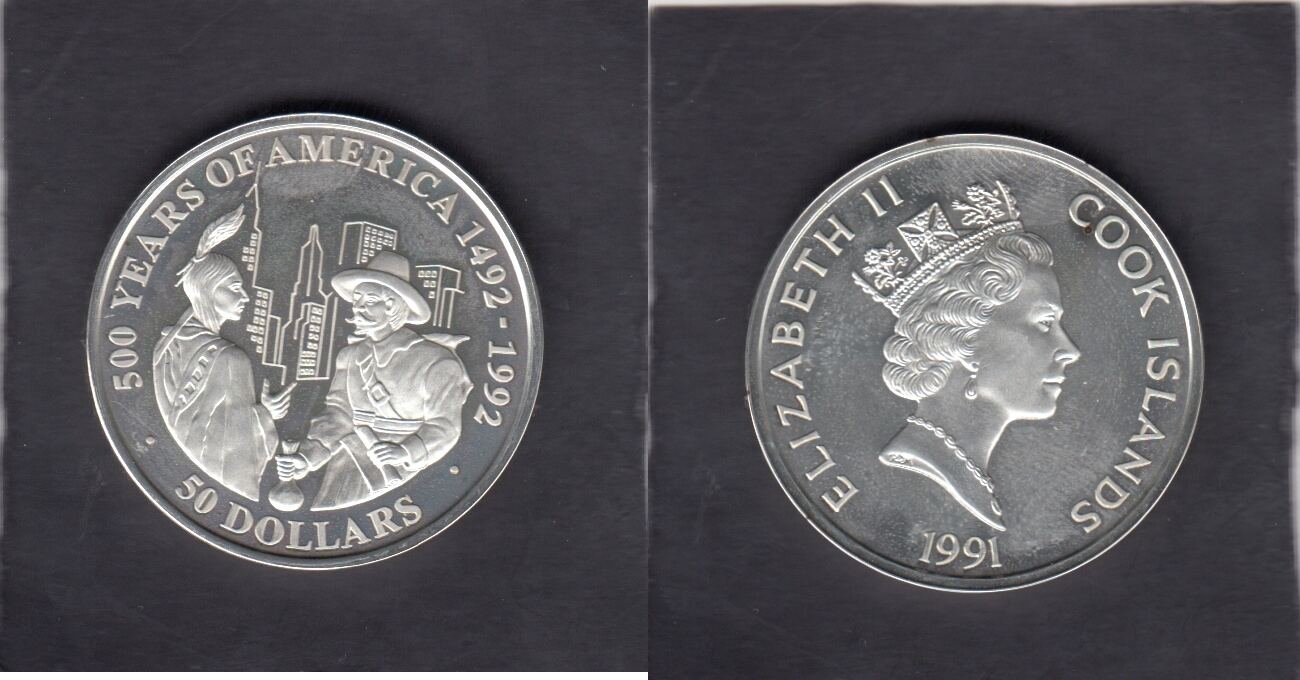 500 YEARS OF AMERICA 1492-1992
50 DOLLARS
ELIZABETH II
COOK ISLANDS
1991